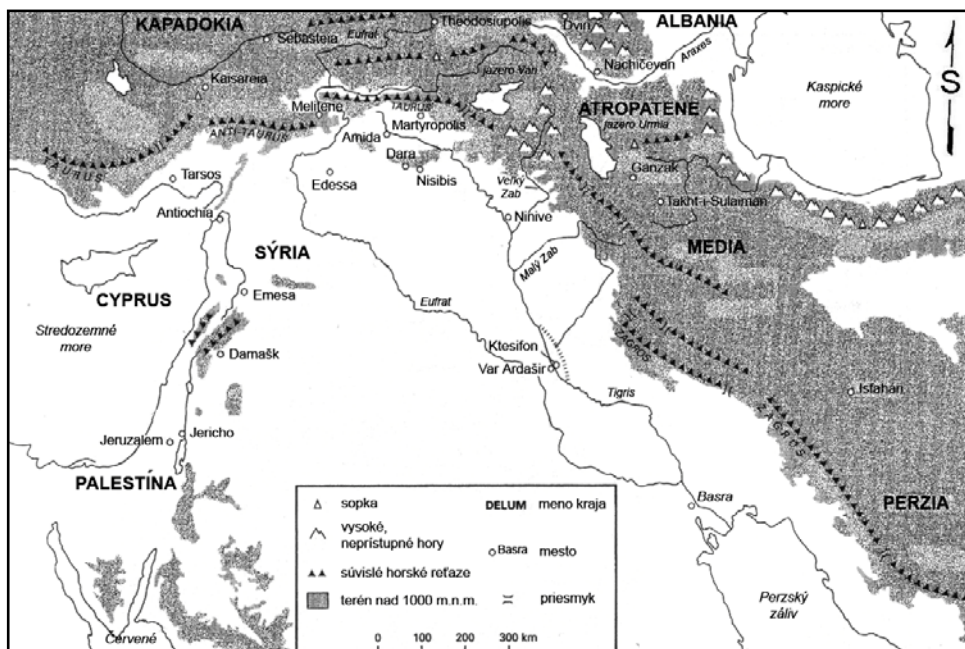 KAPADOKIA
Theodosiupolis
Dvin
ALBANIA
Sebasteia
Eufrat
Araxes
Nachičevan
jazero Van
Kaspické
more
S
Kaisareia
Melitene
TAURUS
Martyropolis
ATROPATENE
jazero Urmia
ANTI-TAURUS
Amida
TAURUS
Tarsos
Dara
Nisibis
Edessa
Ganzak
Veľký
Zab
Takht-i-Sulaiman
Antiochia
Ninive
SÝRIA
MEDIA
Malý Zab
CYPRUS
Emesa
Eufrat
Stredozemné
more
Damašk
Ktesifon
Var Ardašir
ZAGROS
Isfahán
Tigris
ZAGROS
Jeruzalem
Jericho
PALESTÍNA
Basra
PERZIA
Perzský
záliv
Červené
sopka
DELUM meno kraja
vysoké,
neprístupné hory
Basra mesto
súvislé horské reťaze
terén nad 1000 m.n.m.
priesmyk
0 100 200 300 km